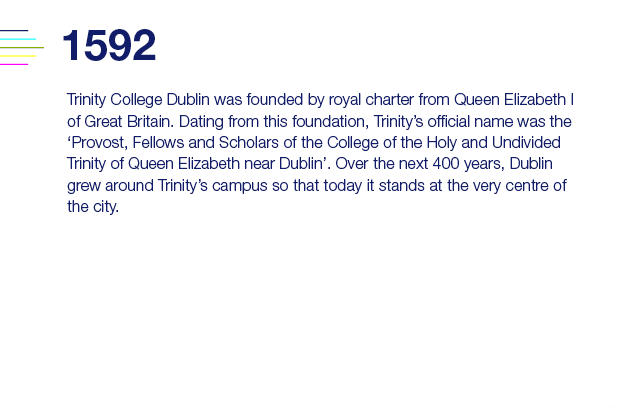 1592
Trinity College Dublin was founded by royal charter from Queen Elizabeth I
of Great Britain. Dating from this foundation, Trinity’s official name was the
‘Provost, Fellows and Scholars of the College of the Holy and Undivided
Trinity of Queen Elizabeth near Dublin’. Over the next 400 years, Dublin
grew around Trinity’s campus so that today it stands at the very centre of
the city.